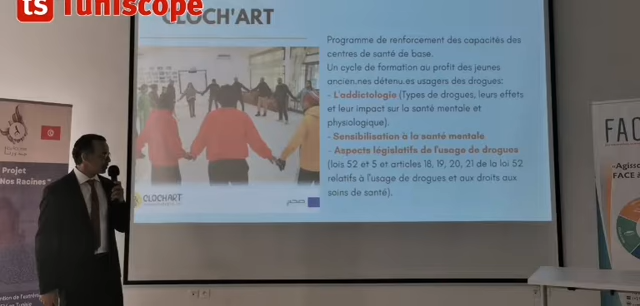 ts Tuniscope
CLOCH'ART
Programme de renforcement des capacités des
centres de santé de base.
Un cycle de formation au profit des jeunes
ancien.nes détenu.es usagers des drogues:
- L'addictologie (Types de drogues, leurs effets
et leur impact sur la santé mentale et
physiologique).
- Sensibilisation à la santé mentale
- Aspects législatifs de l'usage de drogues
(lois 52 et 5 et articles 18, 19, 20, 21 de la loi 52
relatifs à l'usage de drogues et aux droits aux
soins de santé).
CLOCHART
Projet
Nos Racines "
FACE
-Agisso
FACE à